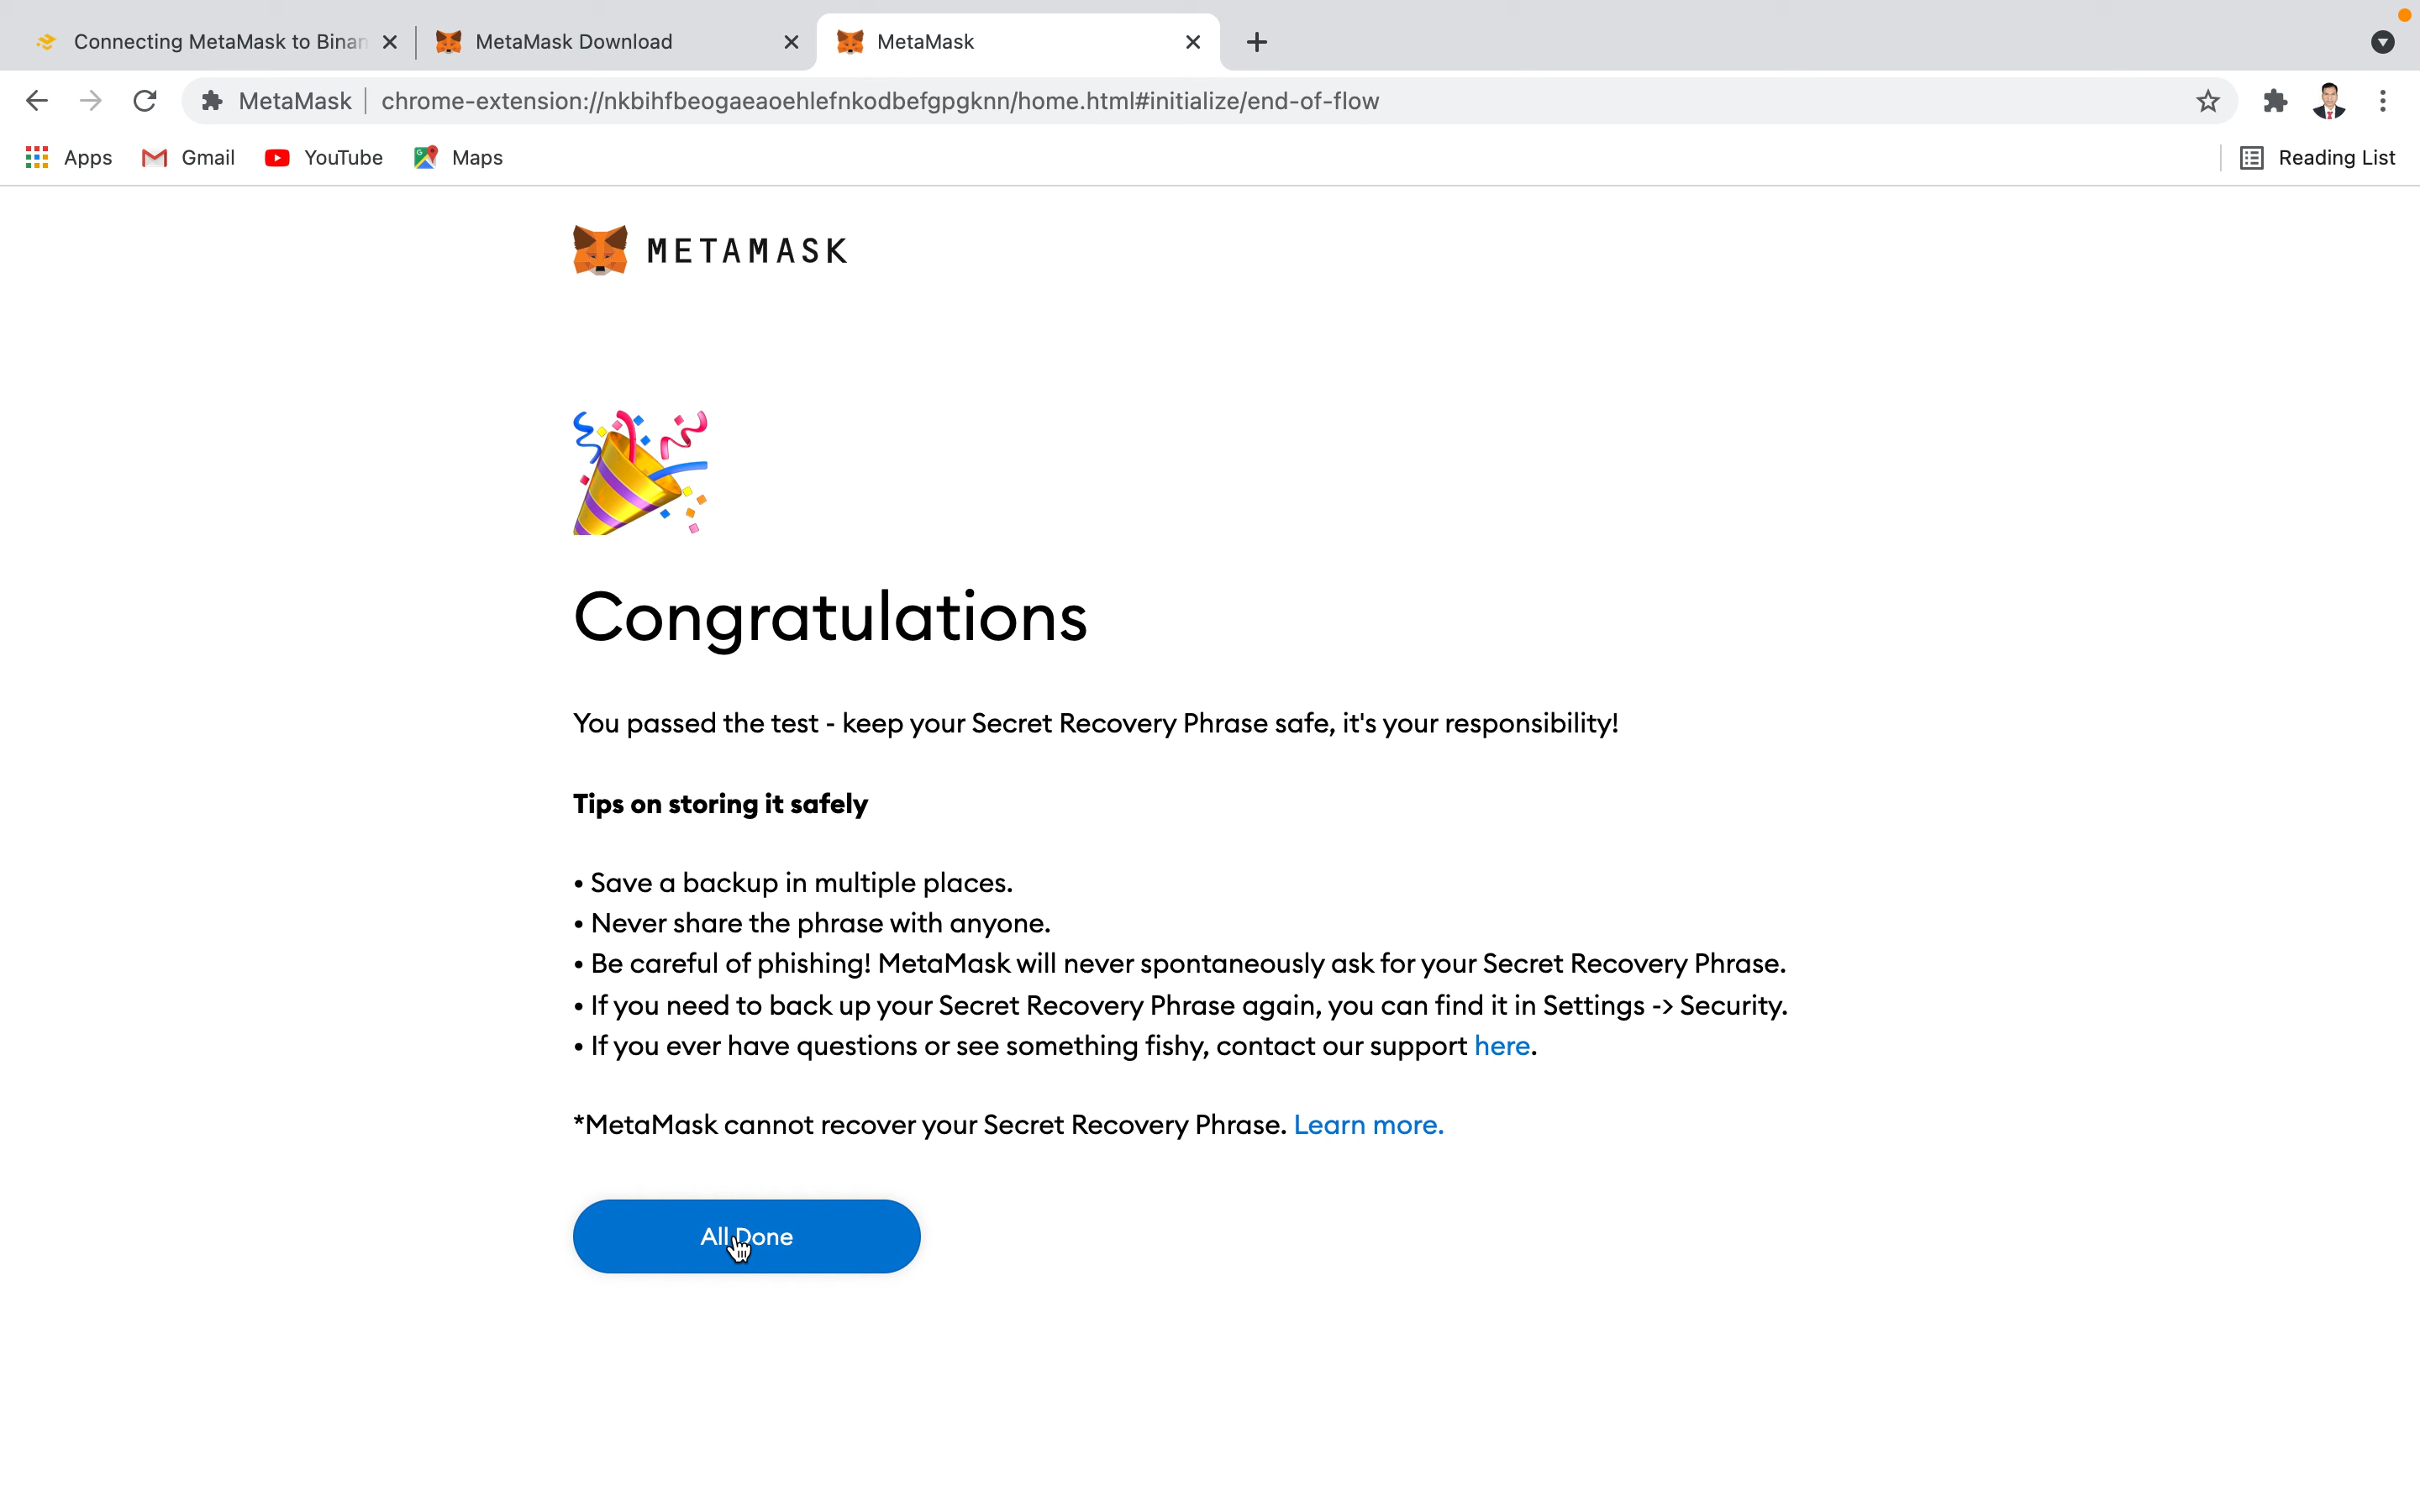 Connecting MetaMask to Binan
MetaMask Download
MetaMask
MetaMask
chrome-extension://nkbihfbeogaeaoehlefnkodbefgpgknn/home.html#initialize/end-of-flow
Apps
Gmail
YouTube
Maps
Reading List
METAMASK
Congratulations
You passed the test - keep your Secret Recovery Phrase safe, it's your responsibility!
Tips on storing it safely
• Save a backup in multiple places.
• Never share the phrase with anyone.
• Be careful of phishing! MetaMask will never spontaneously ask for your Secret Recovery Phrase.
• If you need to back up your Secret Recovery Phrase again, you can find it in Settings -> Security.
• If you ever have questions or see something fishy, contact our support here.
*MetaMask cannot recover your Secret Recovery Phrase. Learn more.
All Done